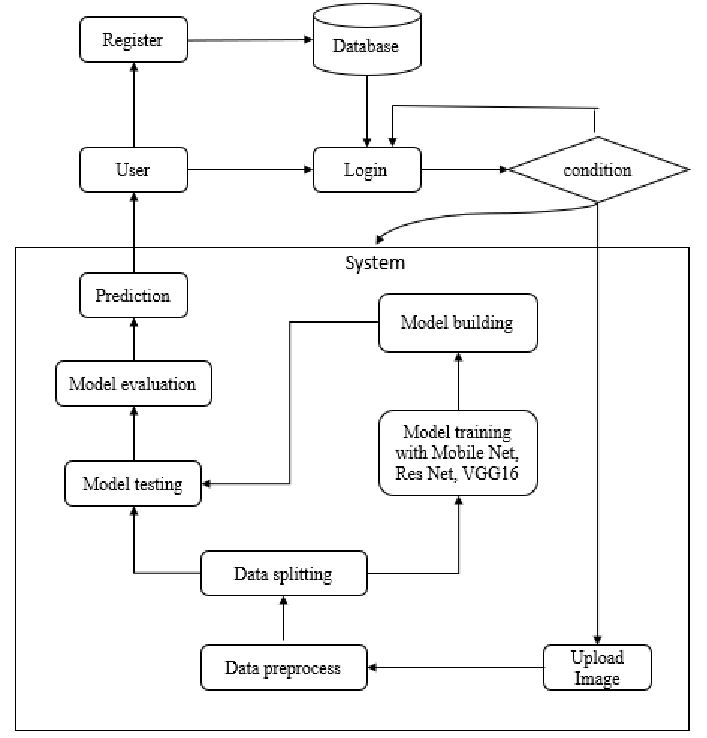 Register
Database
User
Login
condition
System
Prediction
Model building
Model evaluation
Model training
with Mobile Net,
Res Net, VGG16
Model testing
Data splitting
Data preprocess
Upload
Image